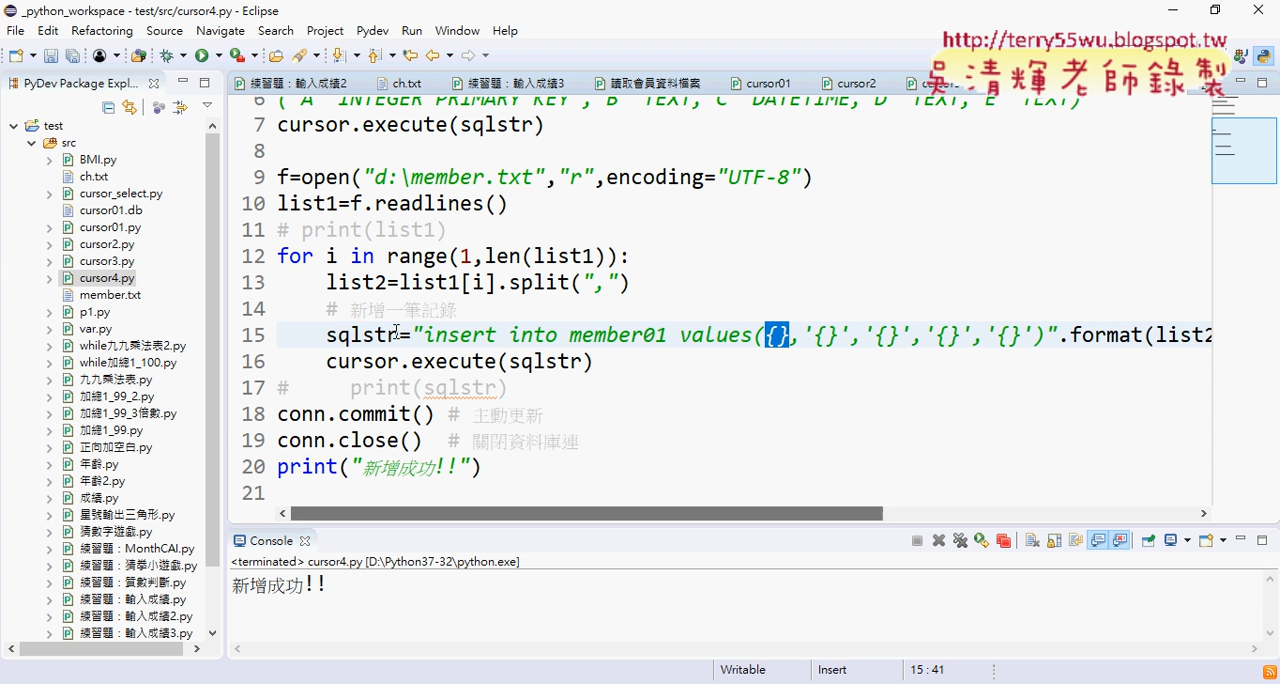 _python_workspace - test/src/cursor4.py - Eclipse
File Edit Refactoring Source Navigate Search Project Pydev Run Window Help
http://terry55wu.blogspot.tw
吳清輝老師錄製
PyDev Package Expl...
練習題：輸入成績2 ch.txt 練習題：輸入成績3 讀取會員資料檔案 cursor01 cursor2
test
src
BMI.py
ch.txt
cursor_select.py
cursor01.db
cursor01.py
cursor2.py
cursor3.py
cursor4.py
member.txt
p1.py
var.py
while九九乘法表2.py
while加總1_100.py
九九乘法表.py
加總1_99_2.py
加總1_99_3倍數.py
加總1_99.py
正向加空白.py
年齡.py
年齡2.py
成績.py
星號輸出三角形.py
猜數字遊戲.py
練習題：MonthCAl.py
練習題：猜拳小遊戲.py
練習題：質數判斷.py
練習題：輸入成績.py
練習題：輸入成績2.py
練習題：輸入成績3.py
6 ("A" INTEGER PRIMARY KEY , "B" TEXT, "C" DATETIME, "D" TEXT, "E" TEXT)
7 cursor.execute(sqlstr)
8
9 f=open("d:\member.txt","r",encoding="UTF-8")
10 list1=f.readlines()
11 # print(list1)
12 for i in range(1,len(list1)):
13 list2=list1[i].split(",")
14 # 新增一筆記錄
15 sqlstr="insert into member01 values({},'{}','{}','{}','{}')".format(list2
16 cursor.execute(sqlstr)
17 # print(sqlstr)
18 conn.commit() # 主動更新
19 conn.close() # 關閉資料庫連
20 print("新增成功!!")
21
Console
<terminated> cursor4.py [D:\Python37-32\python.exe]
新增成功!!
Writable Insert 15 : 41